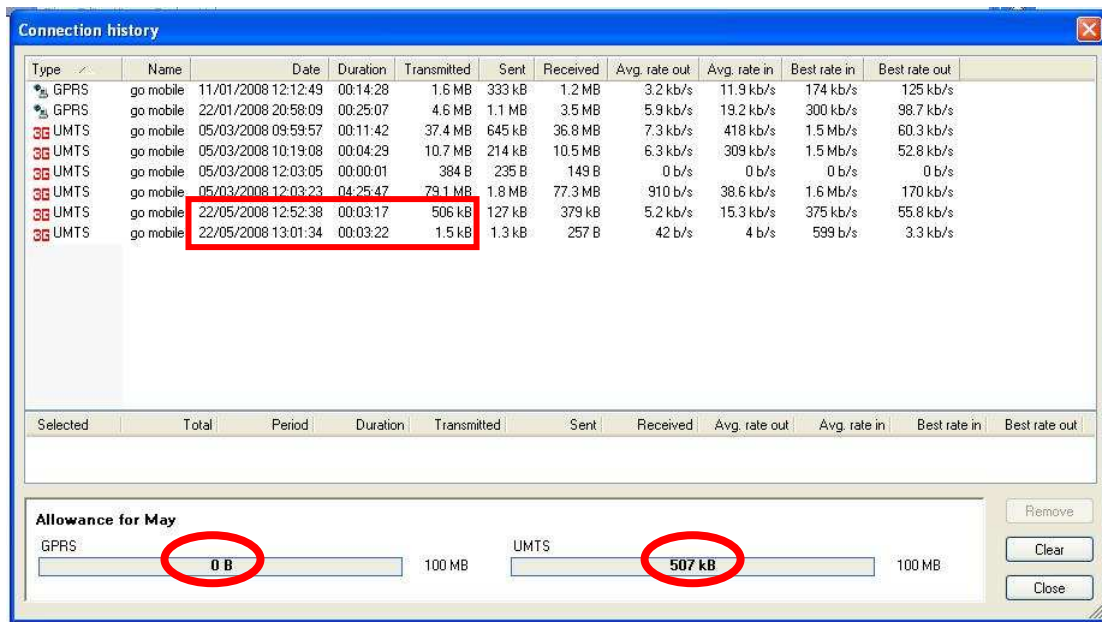 Connection history
Type Name Date Duration Transmitted Sent Received Avg. rate out Avg. rate in Best rate in Best rate out
GPRS go mobile 11/01/2008 12:12:49 00:14:28 1.6 MB 333 kB 1.2 MB 3.2 kb/s 11.9 kb/s 174 kb/s 125 kb/s
GPRS go mobile 22/01/2008 20:58:09 00:25:07 4.6 MB 1.1 MB 3.5 MB 5.9 kb/s 19.2 kb/s 300 kb/s 98.7 kb/s
3G UMTS go mobile 05/03/2008 09:59:57 00:11:42 37.4 MB 645 kB 36.8 MB 7.3 kb/s 418 kb/s 1.5 Mb/s 60.3 kb/s
3G UMTS go mobile 05/03/2008 10:19:08 00:04:29 10.7 MB 214 kB 10.5 MB 6.3 kb/s 309 kb/s 1.5 Mb/s 52.8 kb/s
3G UMTS go mobile 05/03/2008 12:03:05 00:00:01 384 B 235 B 149 B 0 b/s 0 b/s 0 b/s 0 b/s
3G UMTS go mobile 05/03/2008 12:03:23 04:25:47 79.1 MB 1.8 MB 77.3 MB 910 b/s 38.6 kb/s 1.6 Mb/s 170 kb/s
3G UMTS go mobile 22/05/2008 12:52:38 00:03:17 506 kB 127 kB 379 kB 5.2 kb/s 15.3 kb/s 375 kb/s 55.8 kb/s
3G UMTS go mobile 22/05/2008 13:01:34 00:03:22 1.5 kB 1.3 kB 257 B 42 b/s 4 b/s 599 b/s 3.3 kb/s
Selected Total Period Duration Transmitted Sent Received Avg. rate out Avg. rate in Best rate in Best rate out
Allowance for May
GPRS UMTS
0 B 100 MB 507 kB 100 MB
Remove
Clear
Close